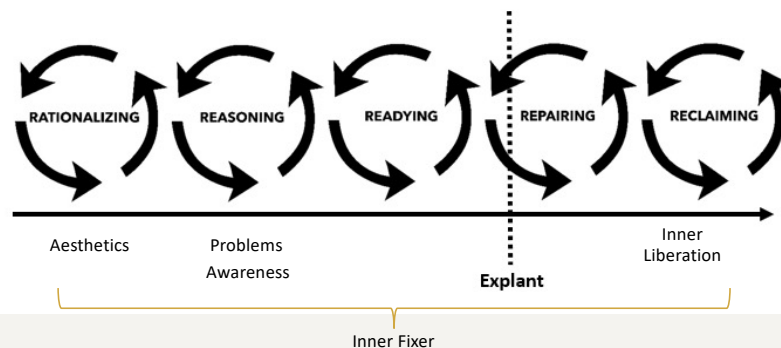 RATIONALIZING
REASONING
READYING
REPAIRING
RECLAIMING
Aesthetics
Problems
Awareness
Explant
Inner
Liberation
Inner Fixer